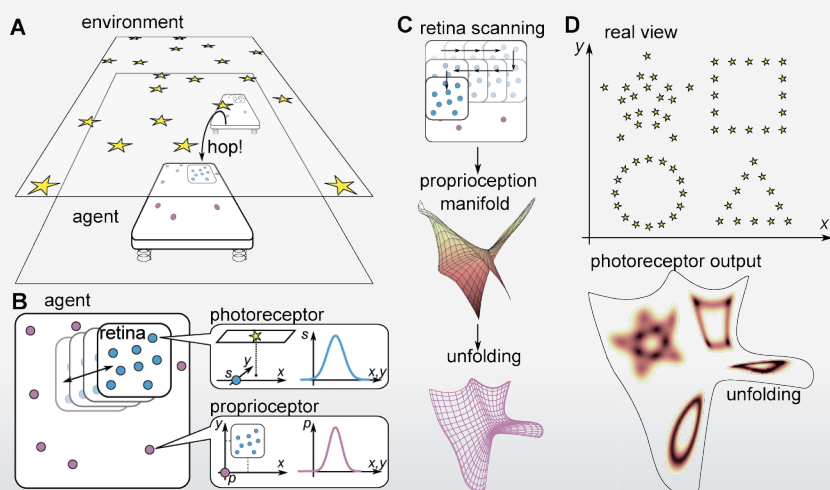 A
environment
hop!
agent
B
agent
retina
photoreceptor
s
y
x
s
x,y
proprioceptor
y
p
x
p
x,y
C
retina scanning
proprioception
manifold
unfolding
D
real view
y
x
photoreceptor output
unfolding